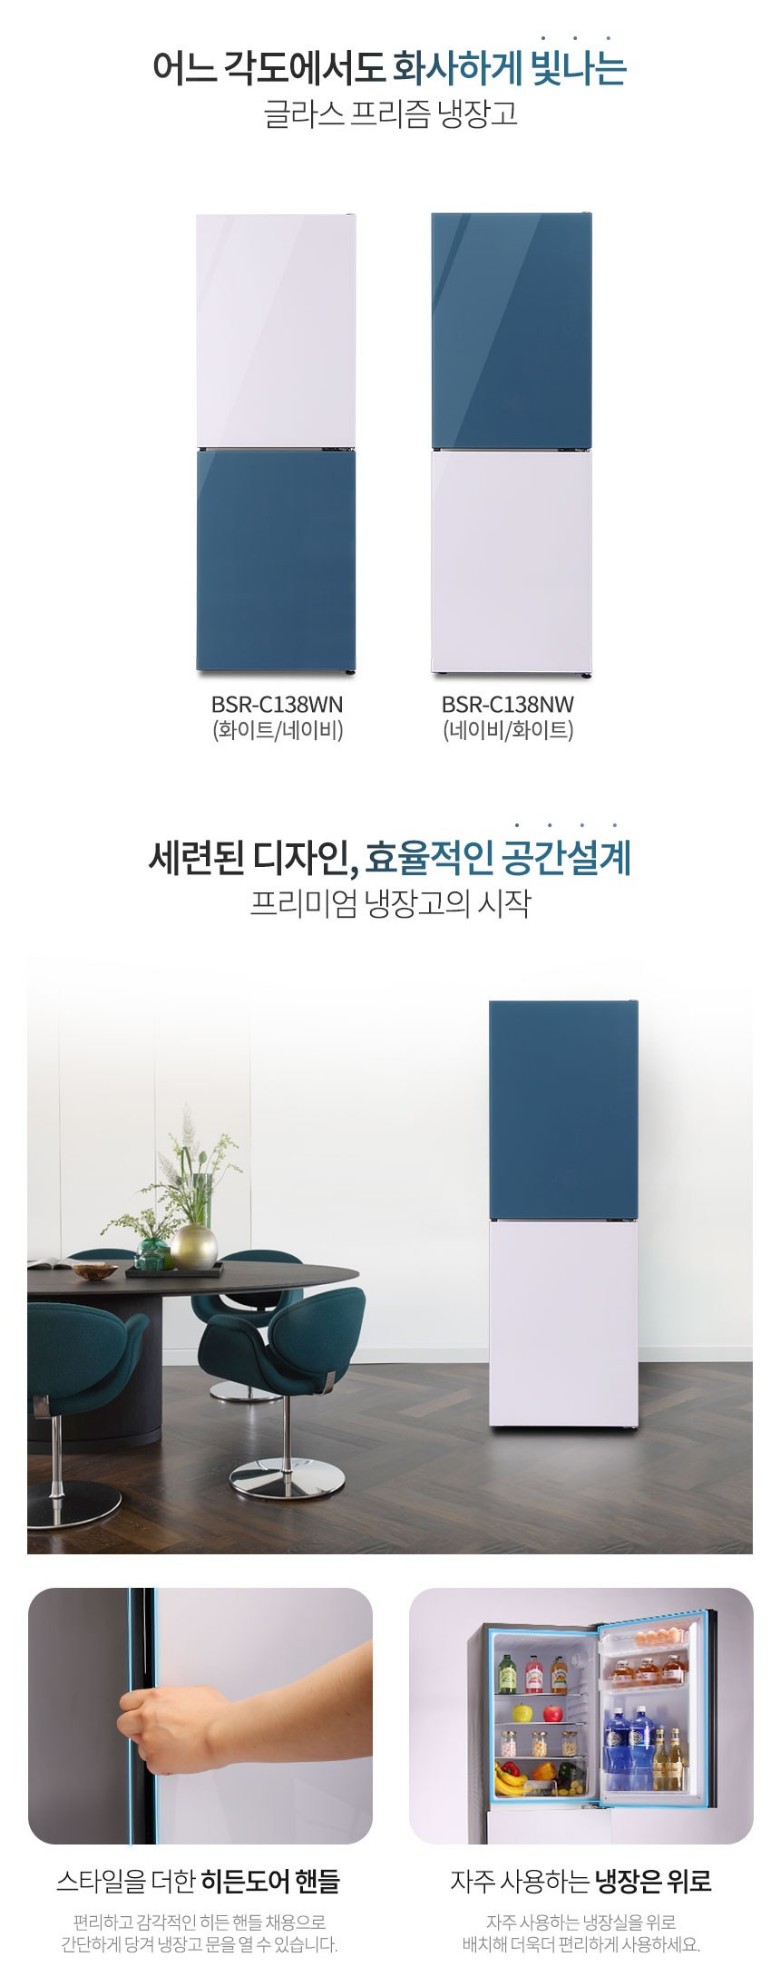 어느 각도에서도 화사하게 빛나는
글라스 프리즘 냉장고
BSR-C138WN
(화이트/네이비)
BSR-C138NW
(네이비/화이트)
세련된 디자인, 효율적인 공간설계
프리미엄 냉장고의 시작
스타일을 더한 히든도어 핸들
편리하고 감각적인 히든 핸들 채용으로
간단하게 당겨 냉장고 문을 열 수 있습니다.
자주 사용하는 냉장은 위로
자주 사용하는 냉장실을 위로
배치해 더욱더 편리하게 사용하세요.